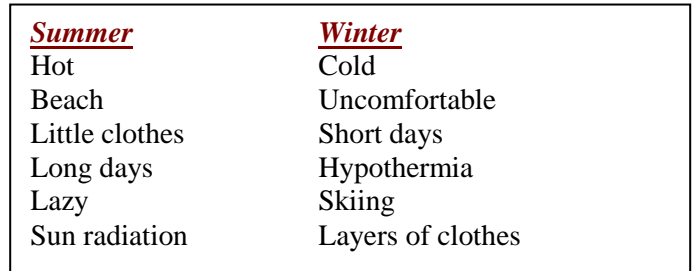 Summer Winter
Hot Cold
Beach Uncomfortable
Little clothes Short days
Long days Hypothermia
Lazy Skiing
Sun radiation Layers of clothes